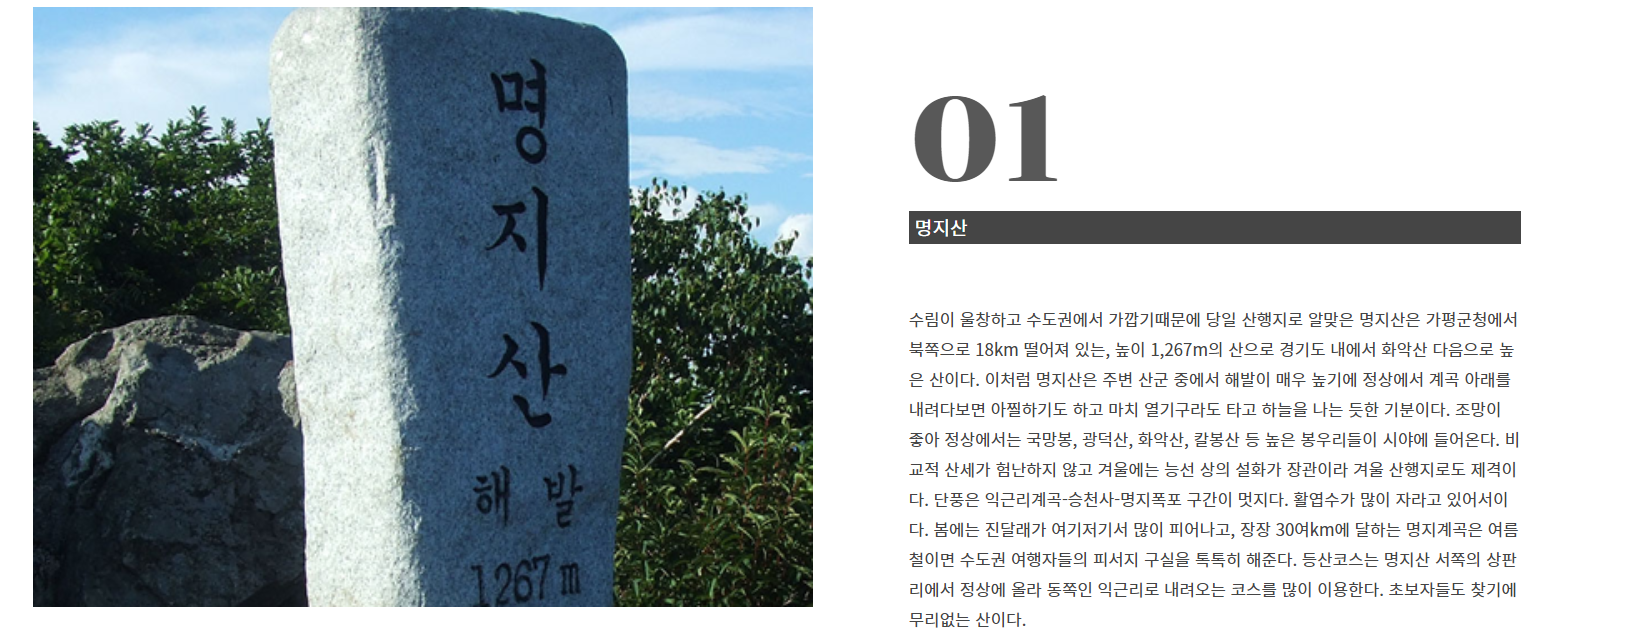 명
지
산
해 발
1267m
01
명지산
수림이 울창하고 수도권에서 가깝기때문에 당일 산행지로 알맞은 명지산은 가평군청에서
북쪽으로 18km 떨어져 있는, 높이 1,267m의 산으로 경기도 내에서 화악산 다음으로 높
은 산이다. 이처럼 명지산은 주변 산군 중에서 해발이 매우 높기에 정상에서 계곡 아래를
내려다보면 아찔하기도 하고 마치 열기구라도 타고 하늘을 나는 듯한 기분이다. 조망이
좋아 정상에서는 국망봉, 광덕산, 화악산, 칼봉산 등 높은 봉우리들이 시야에 들어온다. 비
교적 산세가 험난하지 않고 겨울에는 능선 상의 설화가 장관이라 겨울 산행지로도 제격이
다. 단풍은 익근리계곡-승천사-명지폭포 구간이 멋지다. 활엽수가 많이 자라고 있어서이
다. 봄에는 진달래가 여기저기서 많이 피어나고, 장장 30여km에 달하는 명지계곡은 여름
철이면 수도권 여행자들의 피서지 구실을 톡톡히 해준다. 등산코스는 명지산 서쪽의 상판
리에서 정상에 올라 동쪽인 익근리로 내려오는 코스를 많이 이용한다. 초보자들도 찾기에
무리없는 산이다.